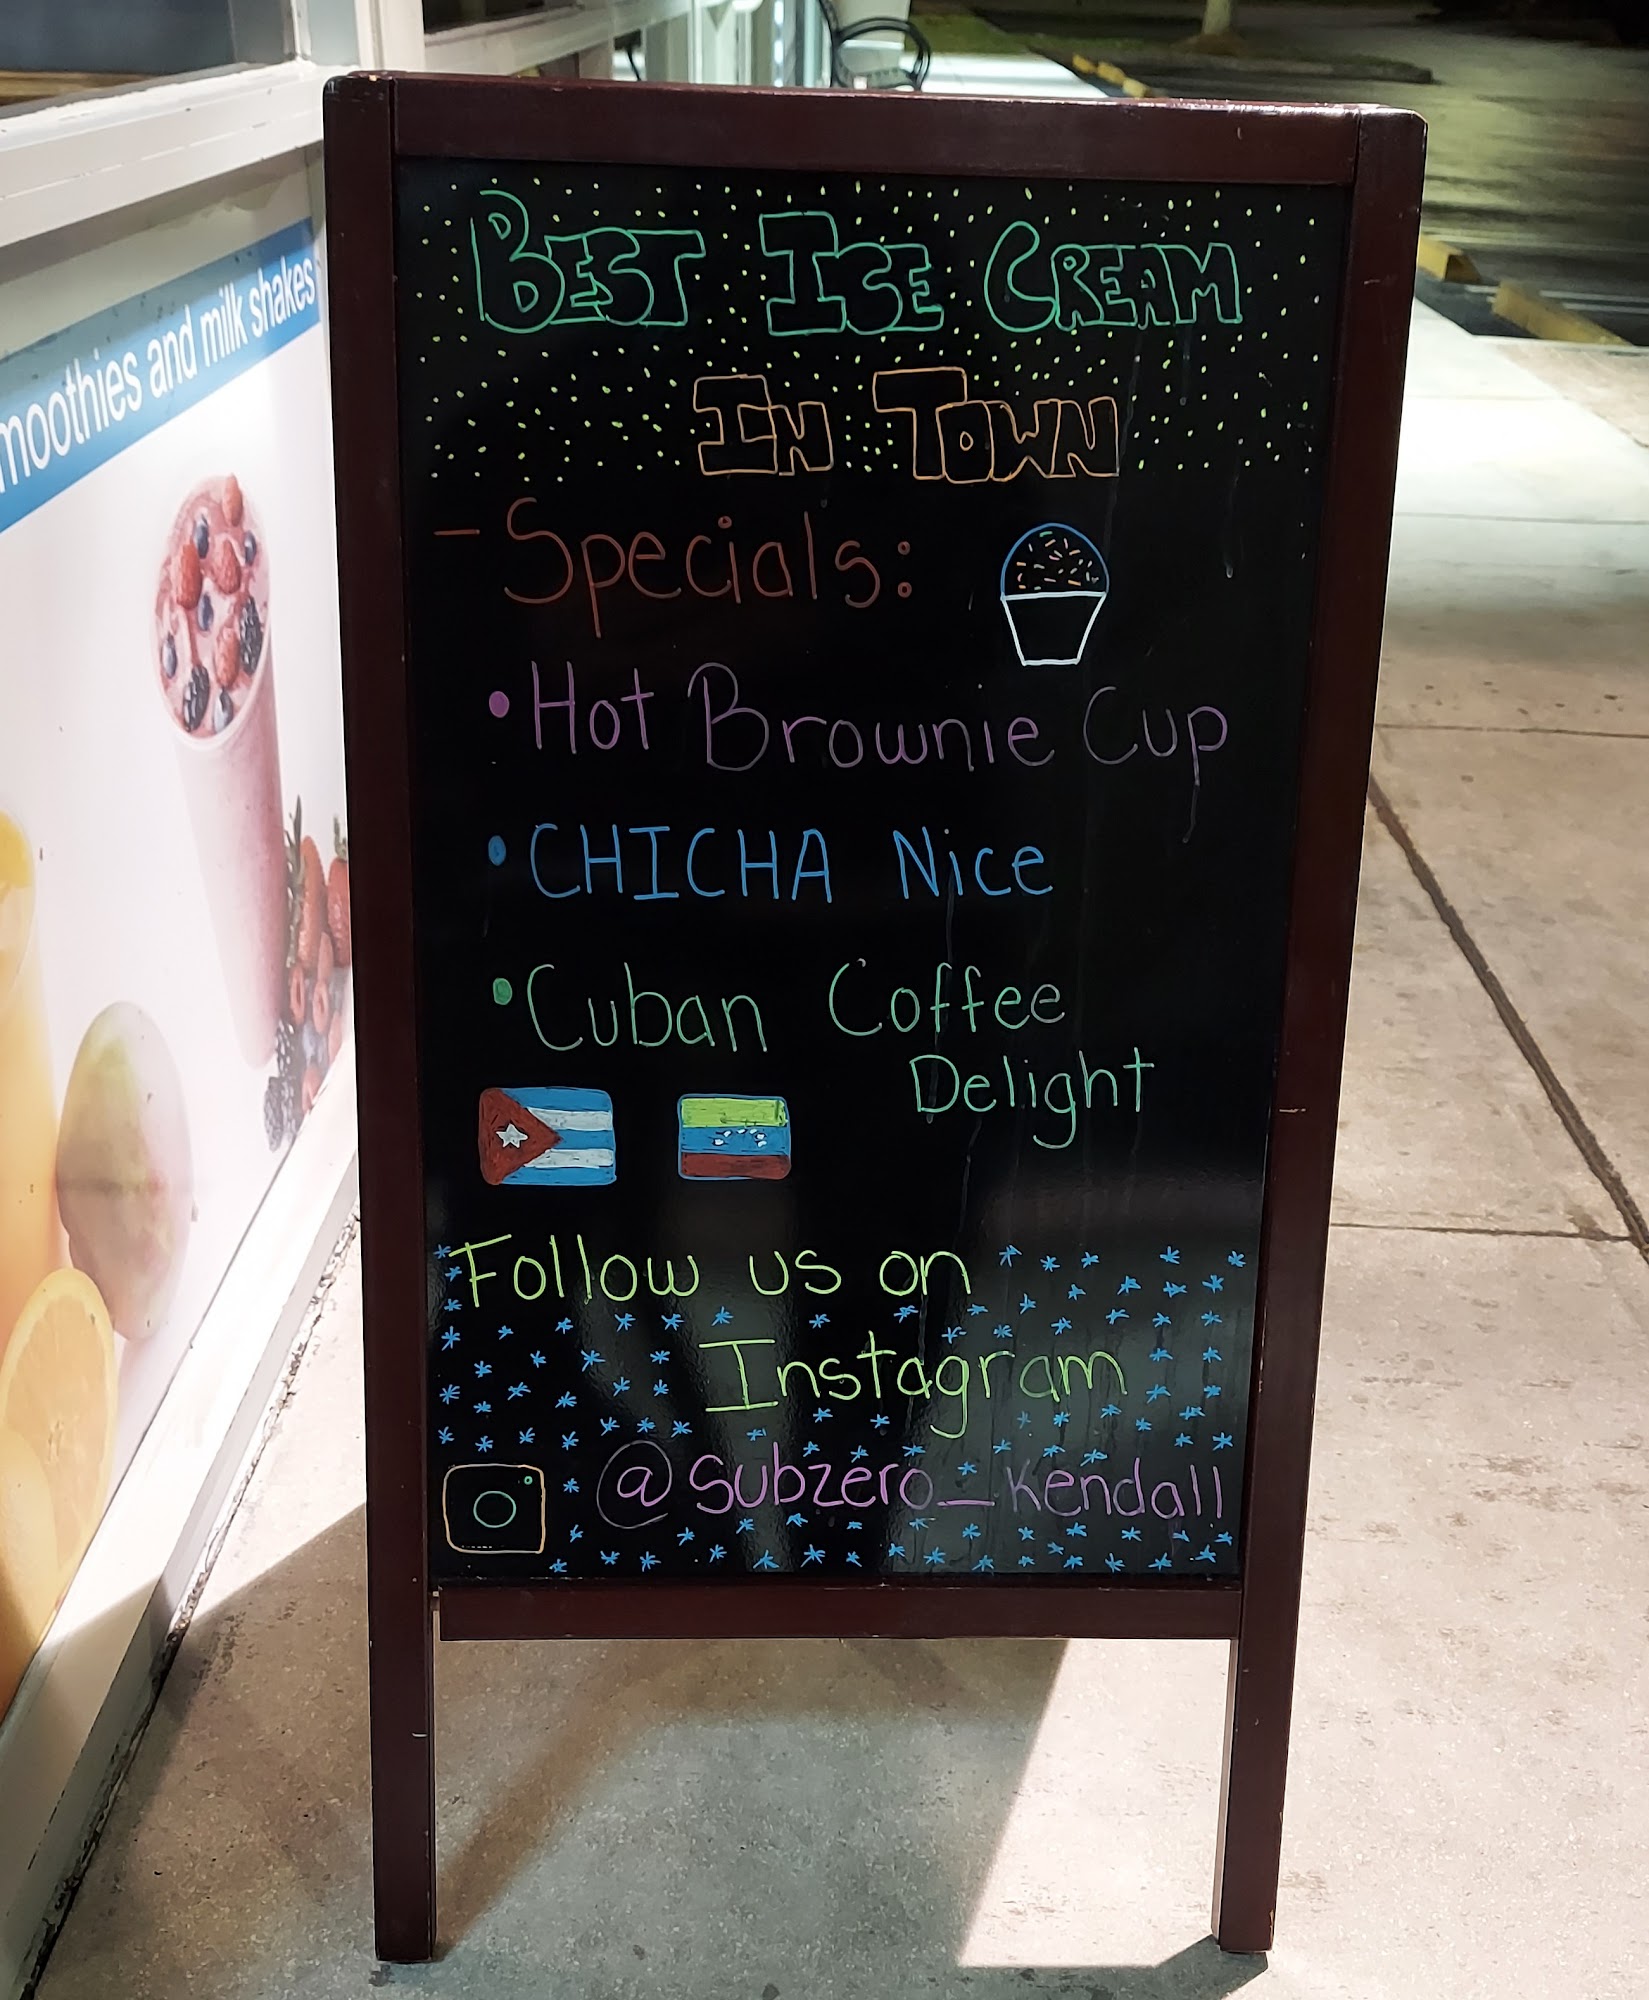 moothies and milk shakes
BEST ICE CREAM
IN TOWN
- Specials:
• Hot Brownie Cup
• CHICHA Nice
• Cuban Coffee
Delight
Follow us on
Instagram
@subzero_kendall